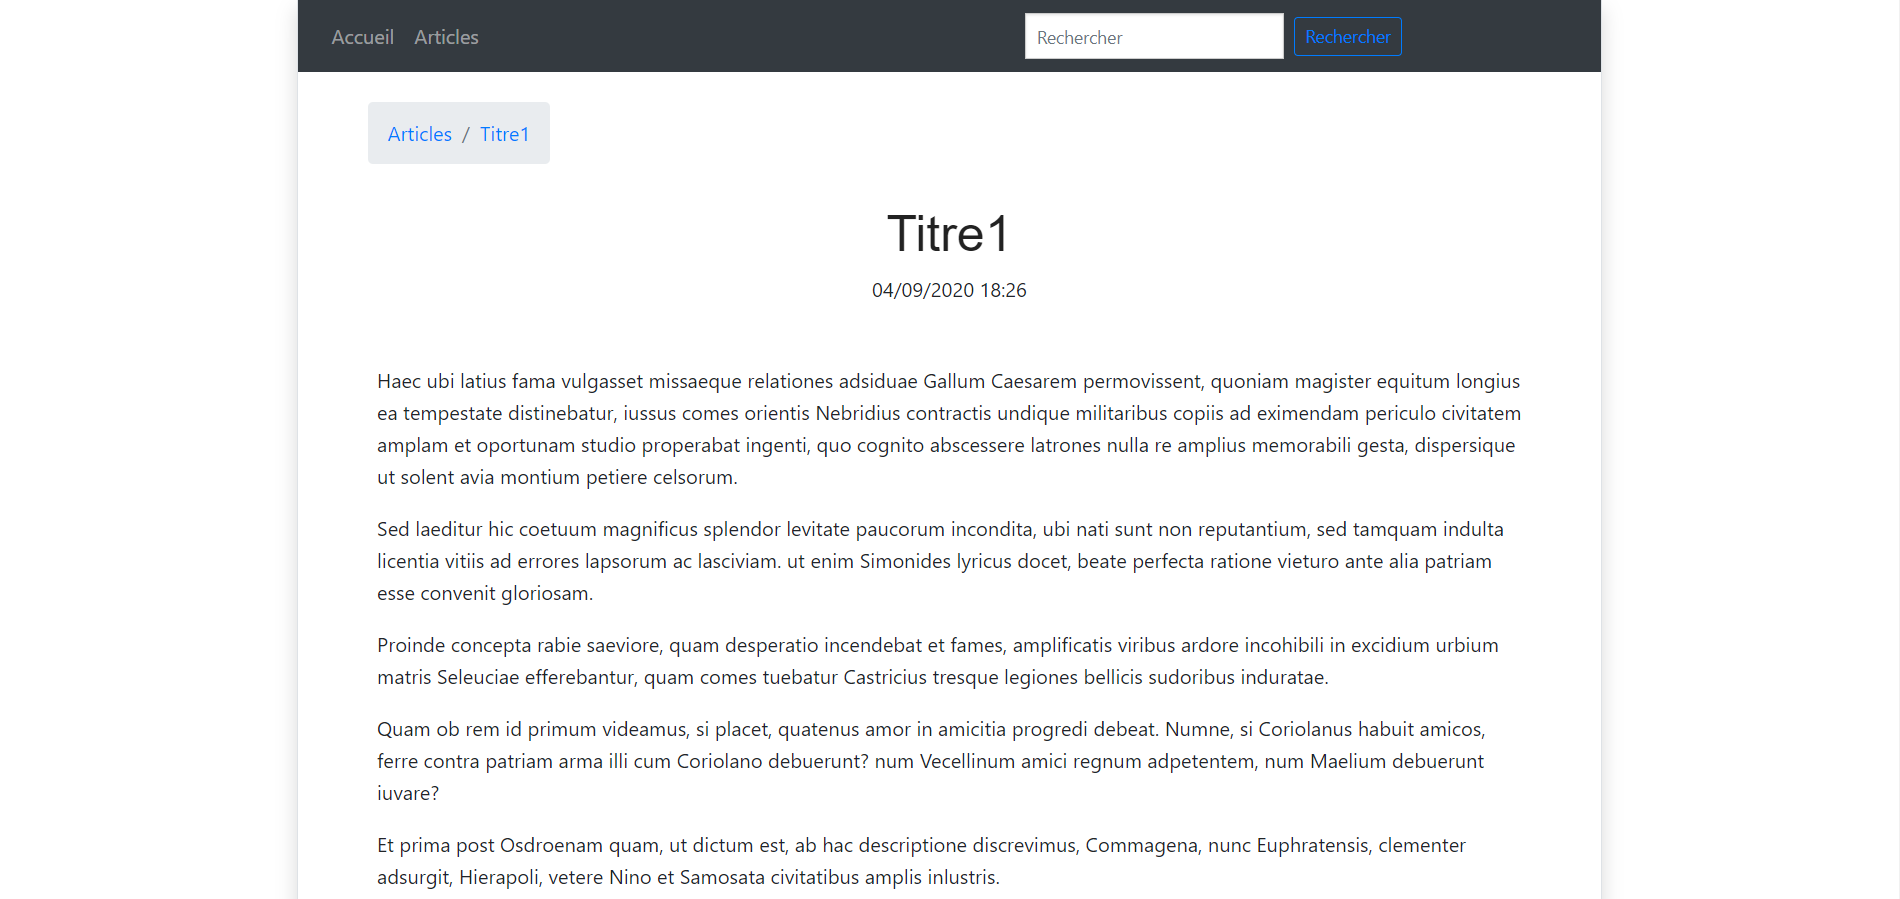 Accueil Articles Rechercher Rechercher
Articles / Titre1
Titre1
04/09/2020 18:26
Haec ubi latius fama vulgasset missaeque relationes adsiduae Gallum Caesarem permovissent, quoniam magister equitum longius
ea tempestate distinebatur, iussus comes orientis Nebridius contractis undique militaribus copiis ad eximendam periculo civitatem
amplam et oportunam studio properabat ingenti, quo cognito abscessere latrones nulla re amplius memorabili gesta, dispersique
ut solent avia montium petiere celsorum.
Sed laeditur hic coetuum magnificus splendor levitate paucorum incondita, ubi nati sunt non reputantium, sed tamquam indulta
licentia vitiis ad errores lapsorum ac lasciviam. ut enim Simonides lyricus docet, beate perfecta ratione vieturo ante alia patriam
esse convenit gloriosam.
Proinde concepta rabie saeviore, quam desperatio incendebat et fames, amplificatis viribus ardore incohibili in excidium urbium
matris Seleuciae efferebantur, quam comes tuebatur Castricius tresque legiones bellicis sudoribus induratae.
Quam ob rem id primum videamus, si placet, quatenus amor in amicitia progredi debeat. Numne, si Coriolanus habuit amicos,
ferre contra patriam arma illi cum Coriolano debuerunt? num Vecellinum amici regnum adpetentem, num Maelium debuerunt
iuvare?
Et prima post Osdroenam quam, ut dictum est, ab hac descriptione discrevimus, Commagena, nunc Euphratensis, clementer
adsurgit, Hierapoli, vetere Nino et Samosata civitatibus amplis inlustris.